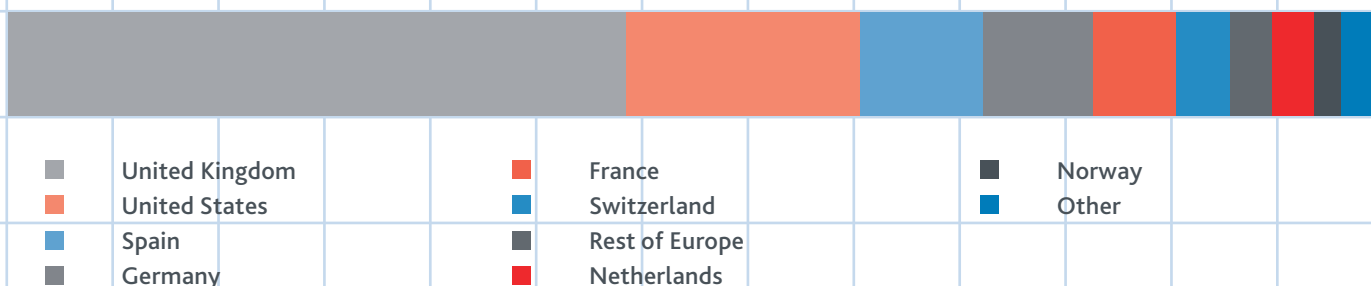 United Kingdom
United States
Spain
Germany
France
Switzerland
Rest of Europe
Netherlands
Norway
Other